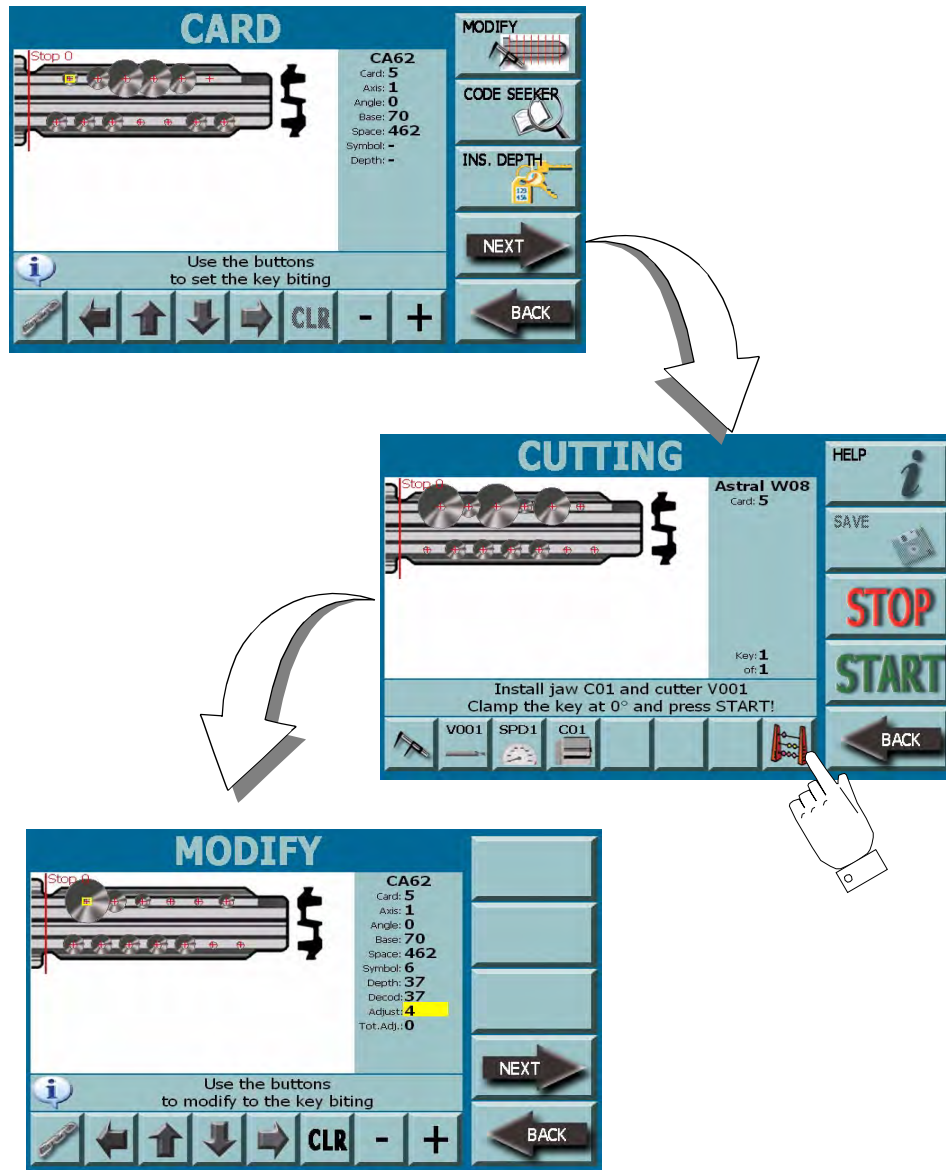 CARD
Stop 0
CA62
Card: 5
Axis: 1
Angle: 0
Base: 70
Space: 462
Symbol: -
Depth: -
MODIFY
CODE SEEKER
INS. DEPTH
NEXT
BACK
Use the buttons
to set the key biting
CLR
-
+
CUTTING
Stop 0
Astral W08
Card: 5
Key: 1
of: 1
HELP
SAVE
STOP
START
BACK
Install jaw C01 and cutter V001
Clamp the key at 0° and press START!
V001
SPD1
C01
MODIFY
Stop 0
CA62
Card: 5
Axis: 1
Angle: 0
Base: 70
Space: 462
Symbol: 6
Depth: 37
Decod: 37
Adjust: 4
Tot.Adj.: 0
NEXT
BACK
Use the buttons
to modify to the key biting
CLR
-
+